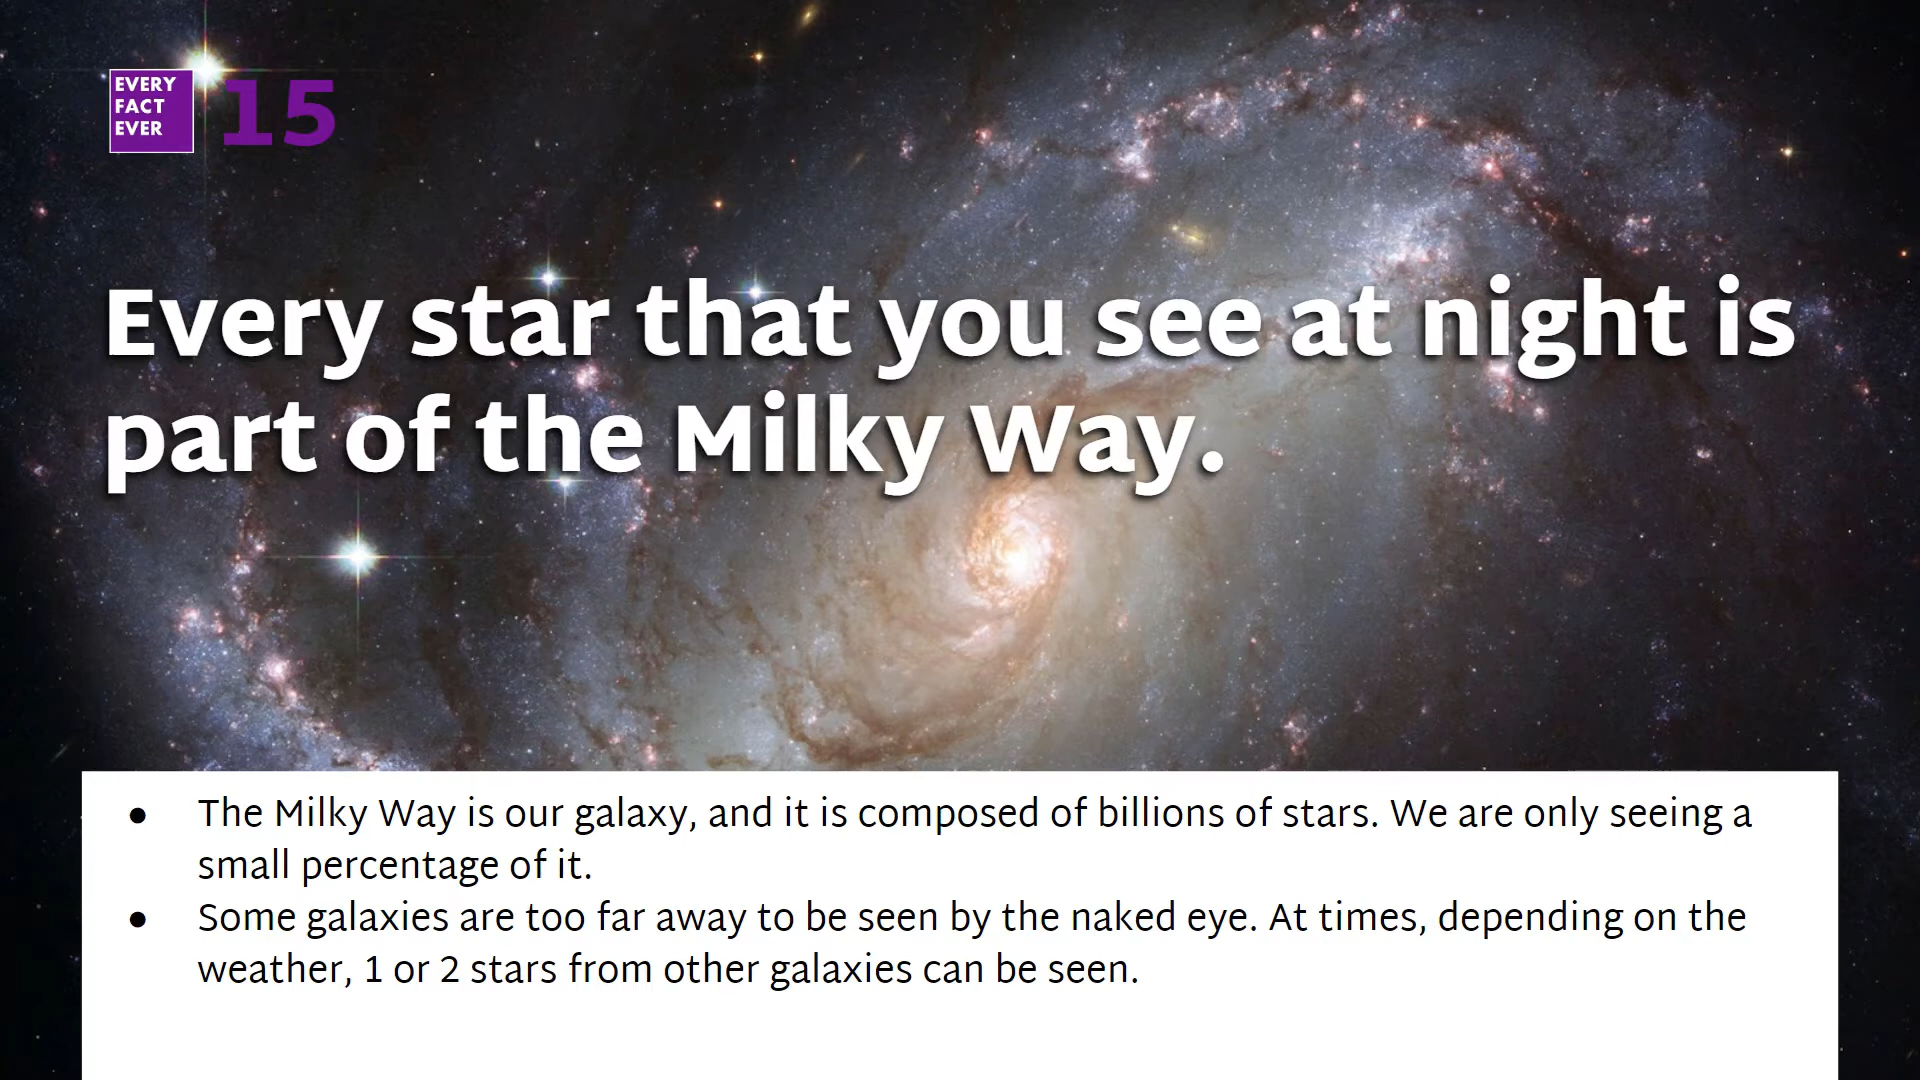 EVERY
FACT
EVER
15
Every star that you see at night is
part of the Milky Way.
● The Milky Way is our galaxy, and it is composed of billions of stars. We are only seeing a
small percentage of it.
● Some galaxies are too far away to be seen by the naked eye. At times, depending on the
weather, 1 or 2 stars from other galaxies can be seen.